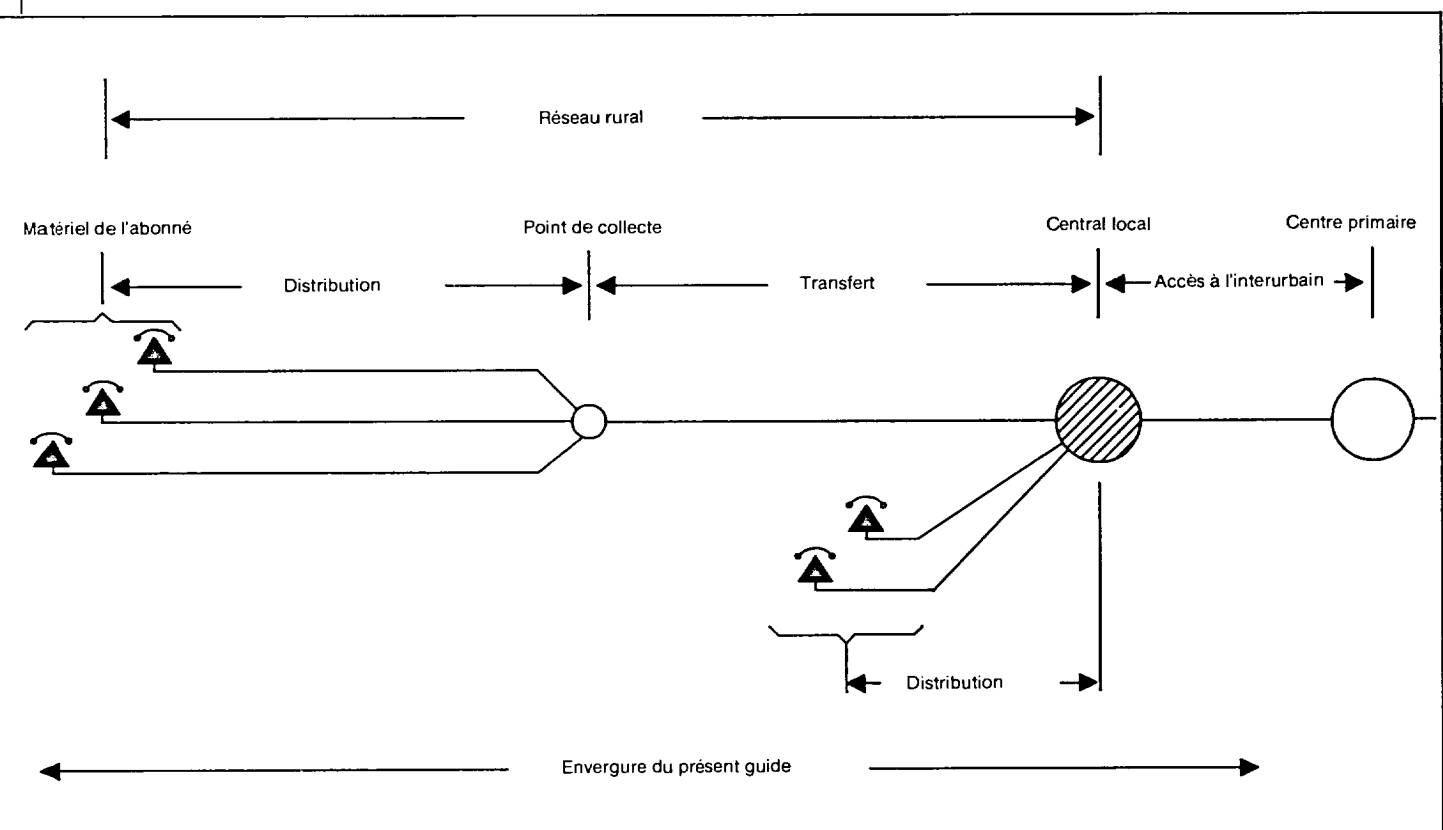 Réseau rural
Matériel de l'abonné
Point de collecte
Central local
Centre primaire
Distribution
Transfert
Accès à l'interurbain
Distribution
Envergure du présent guide